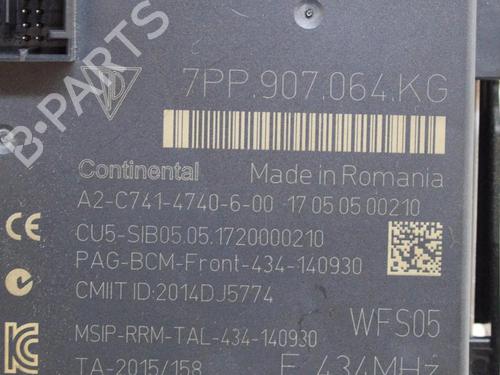 B-PARTS
7PP.907.064.KG
Continental Made in Romania
A2-C741-4740-6-00 17 05 05 00210
CU5-SIB05.05.1720000210
PAG-BCM-Front-434-140930
CMIIT ID:2014DJ5774
MSIP-RRM-TAL-434-140930 WFS05
TA-2015/158 F 434MHz